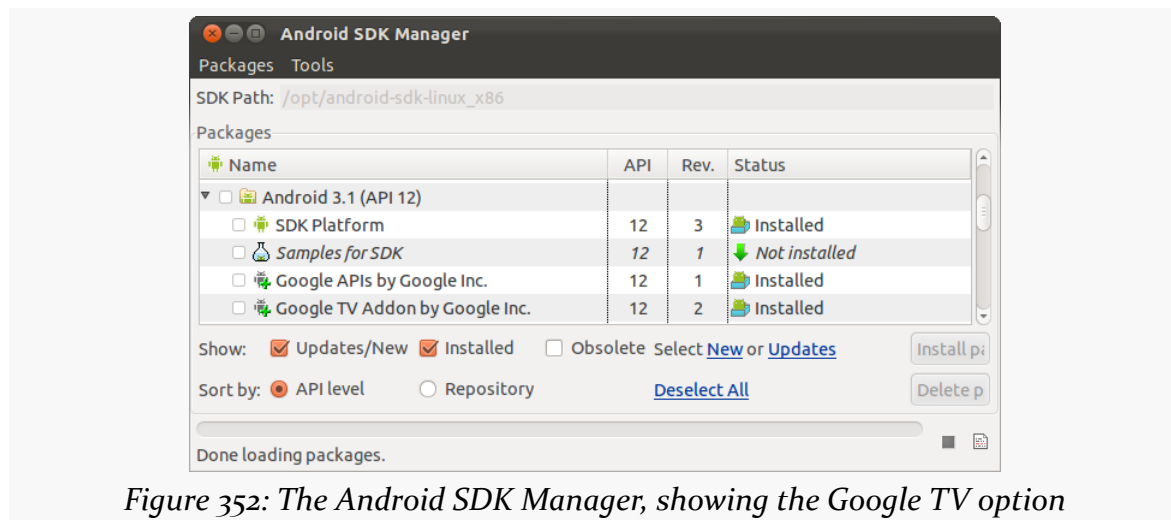 Android SDK Manager
Packages Tools
SDK Path: /opt/android-sdk-linux_x86
Packages
Name API Rev. Status
Android 3.1 (API 12)
SDK Platform 12 3 Installed
Samples for SDK 12 1 Not installed
Google APIs by Google Inc. 12 1 Installed
Google TV Addon by Google Inc. 12 2 Installed
Show: Updates/New Installed Obsolete Select New or Updates Install pa
Sort by: API level Repository Deselect All Delete p
Done loading packages.
Figure 352: The Android SDK Manager, showing the Google TV option